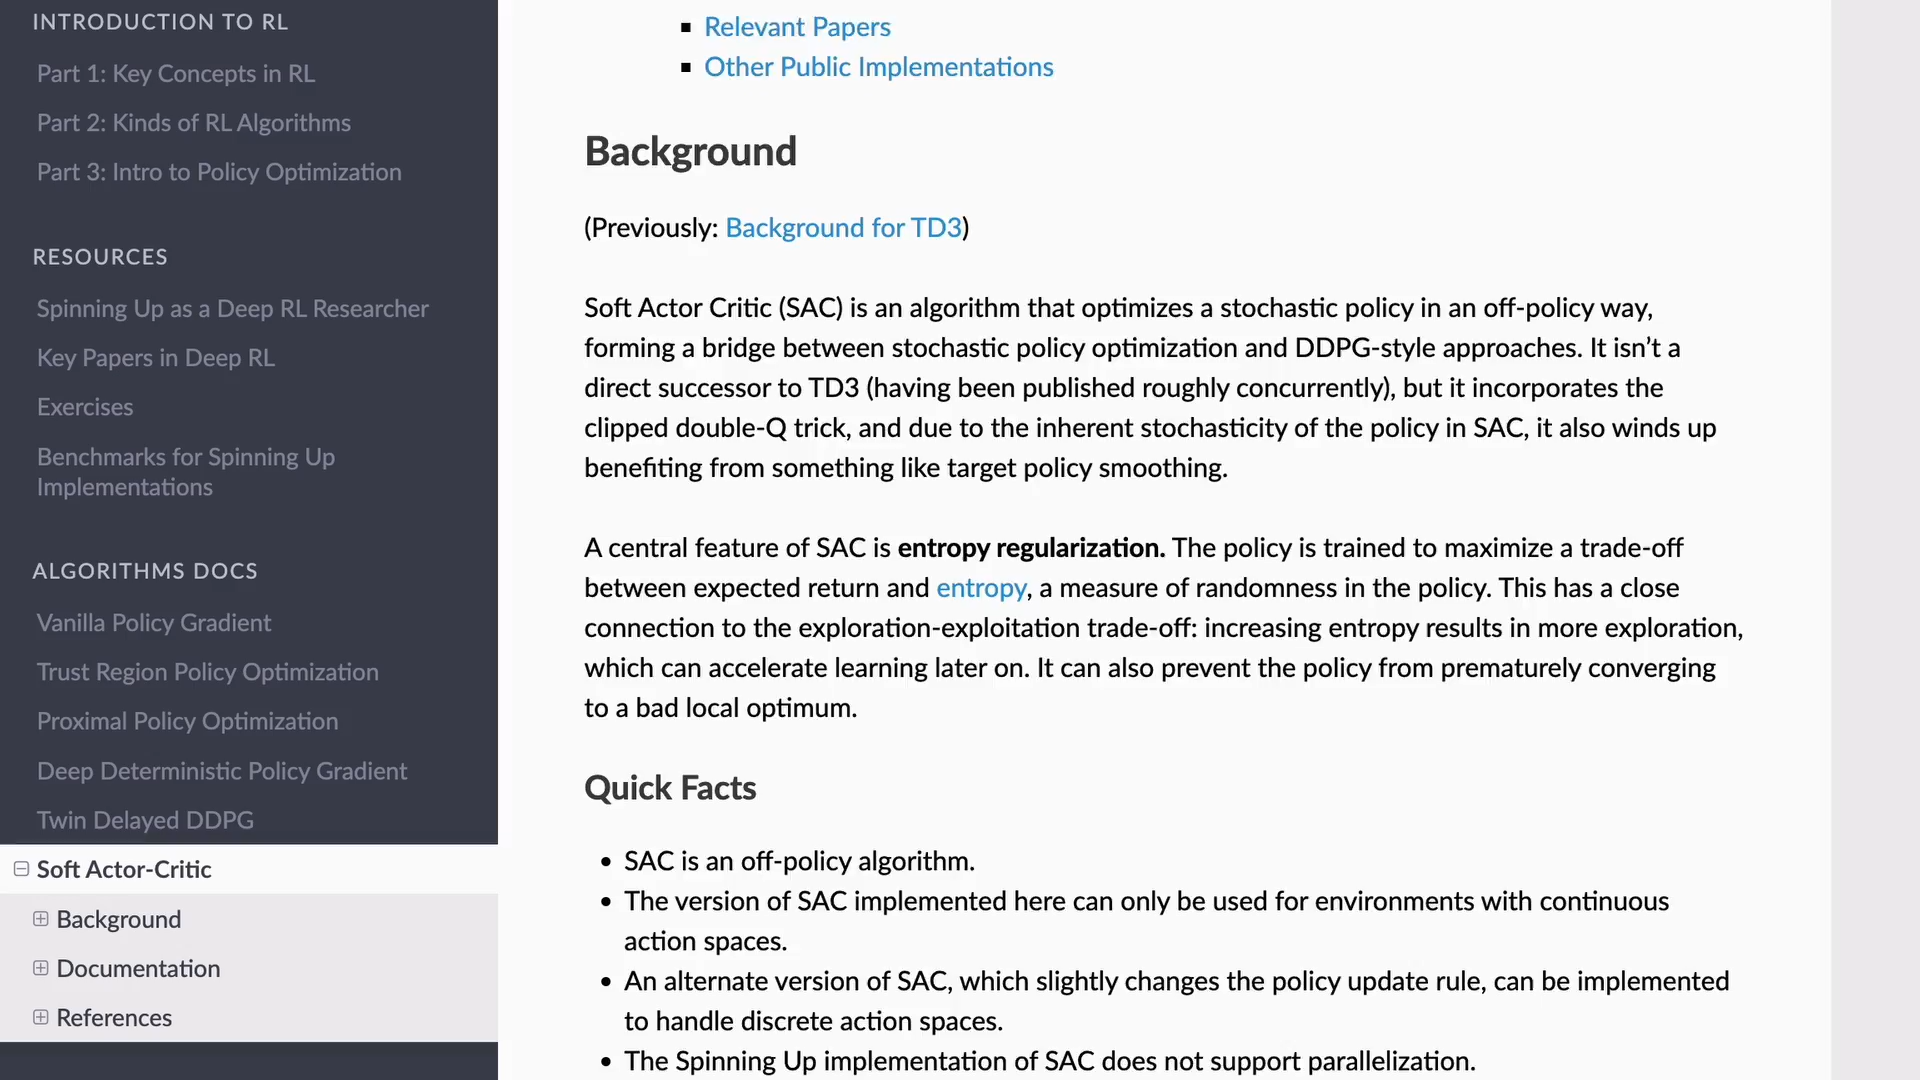 INTRODUCTION TO RL
Part 1: Key Concepts in RL
Part 2: Kinds of RL Algorithms
Part 3: Intro to Policy Optimization
RESOURCES
Spinning Up as a Deep RL Researcher
Key Papers in Deep RL
Exercises
Benchmarks for Spinning Up
Implementations
ALGORITHMS DOCS
Vanilla Policy Gradient
Trust Region Policy Optimization
Proximal Policy Optimization
Deep Deterministic Policy Gradient
Twin Delayed DDPG
Soft Actor-Critic
Background
Documentation
References
Relevant Papers
Other Public Implementations
Background
(Previously: Background for TD3)
Soft Actor Critic (SAC) is an algorithm that optimizes a stochastic policy in an off-policy way,
forming a bridge between stochastic policy optimization and DDPG-style approaches. It isn’t a
direct successor to TD3 (having been published roughly concurrently), but it incorporates the
clipped double-Q trick, and due to the inherent stochasticity of the policy in SAC, it also winds up
benefiting from something like target policy smoothing.
A central feature of SAC is entropy regularization. The policy is trained to maximize a trade-off
between expected return and entropy, a measure of randomness in the policy. This has a close
connection to the exploration-exploitation trade-off: increasing entropy results in more exploration,
which can accelerate learning later on. It can also prevent the policy from prematurely converging
to a bad local optimum.
Quick Facts
• SAC is an off-policy algorithm.
• The version of SAC implemented here can only be used for environments with continuous
action spaces.
• An alternate version of SAC, which slightly changes the policy update rule, can be implemented
to handle discrete action spaces.
• The Spinning Up implementation of SAC does not support parallelization.